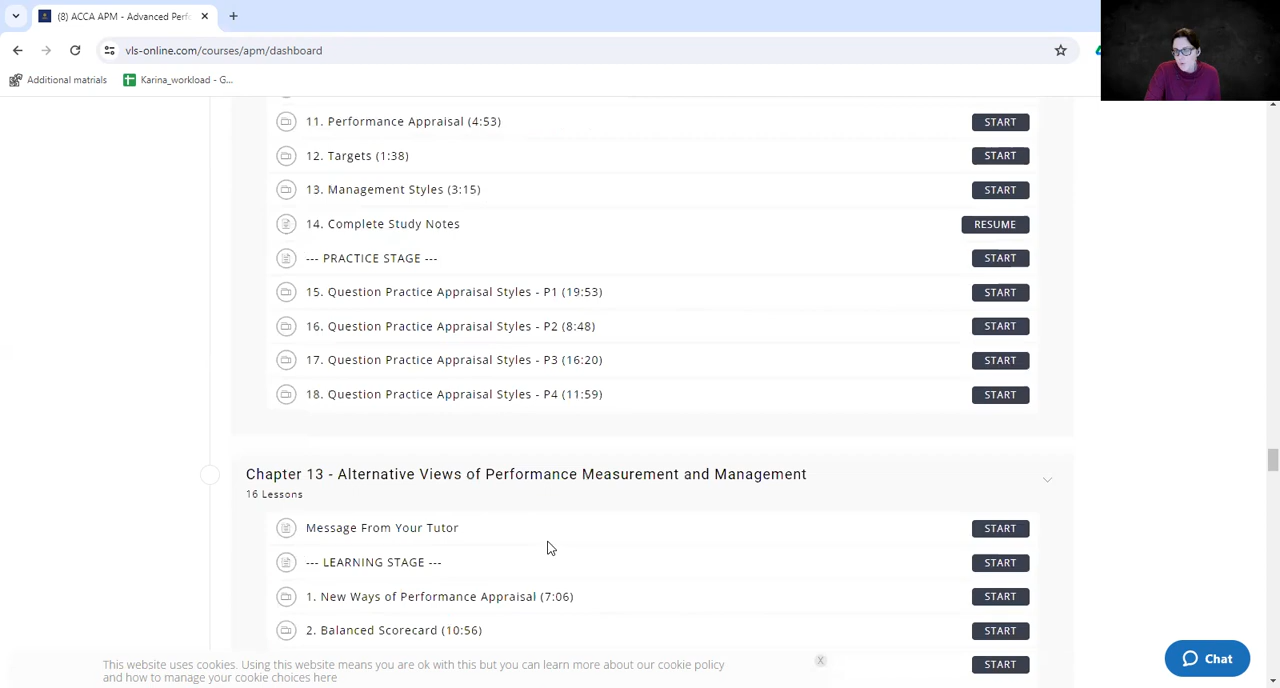 (8) ACCA APM - Advanced Perfo
vls-online.com/courses/apm/dashboard
Additional matrials
Karina_workload - G...
11. Performance Appraisal (4:53)
START
12. Targets (1:38)
START
13. Management Styles (3:15)
START
14. Complete Study Notes
RESUME
--- PRACTICE STAGE ---
START
15. Question Practice Appraisal Styles - P1 (19:53)
START
16. Question Practice Appraisal Styles - P2 (8:48)
START
17. Question Practice Appraisal Styles - P3 (16:20)
START
18. Question Practice Appraisal Styles - P4 (11:59)
START
Chapter 13 - Alternative Views of Performance Measurement and Management
16 Lessons
Message From Your Tutor
START
--- LEARNING STAGE ---
START
1. New Ways of Performance Appraisal (7:06)
START
2. Balanced Scorecard (10:56)
START
This website uses cookies. Using this website means you are ok with this but you can learn more about our cookie policy
and how to manage your cookie choices here
X
START
Chat